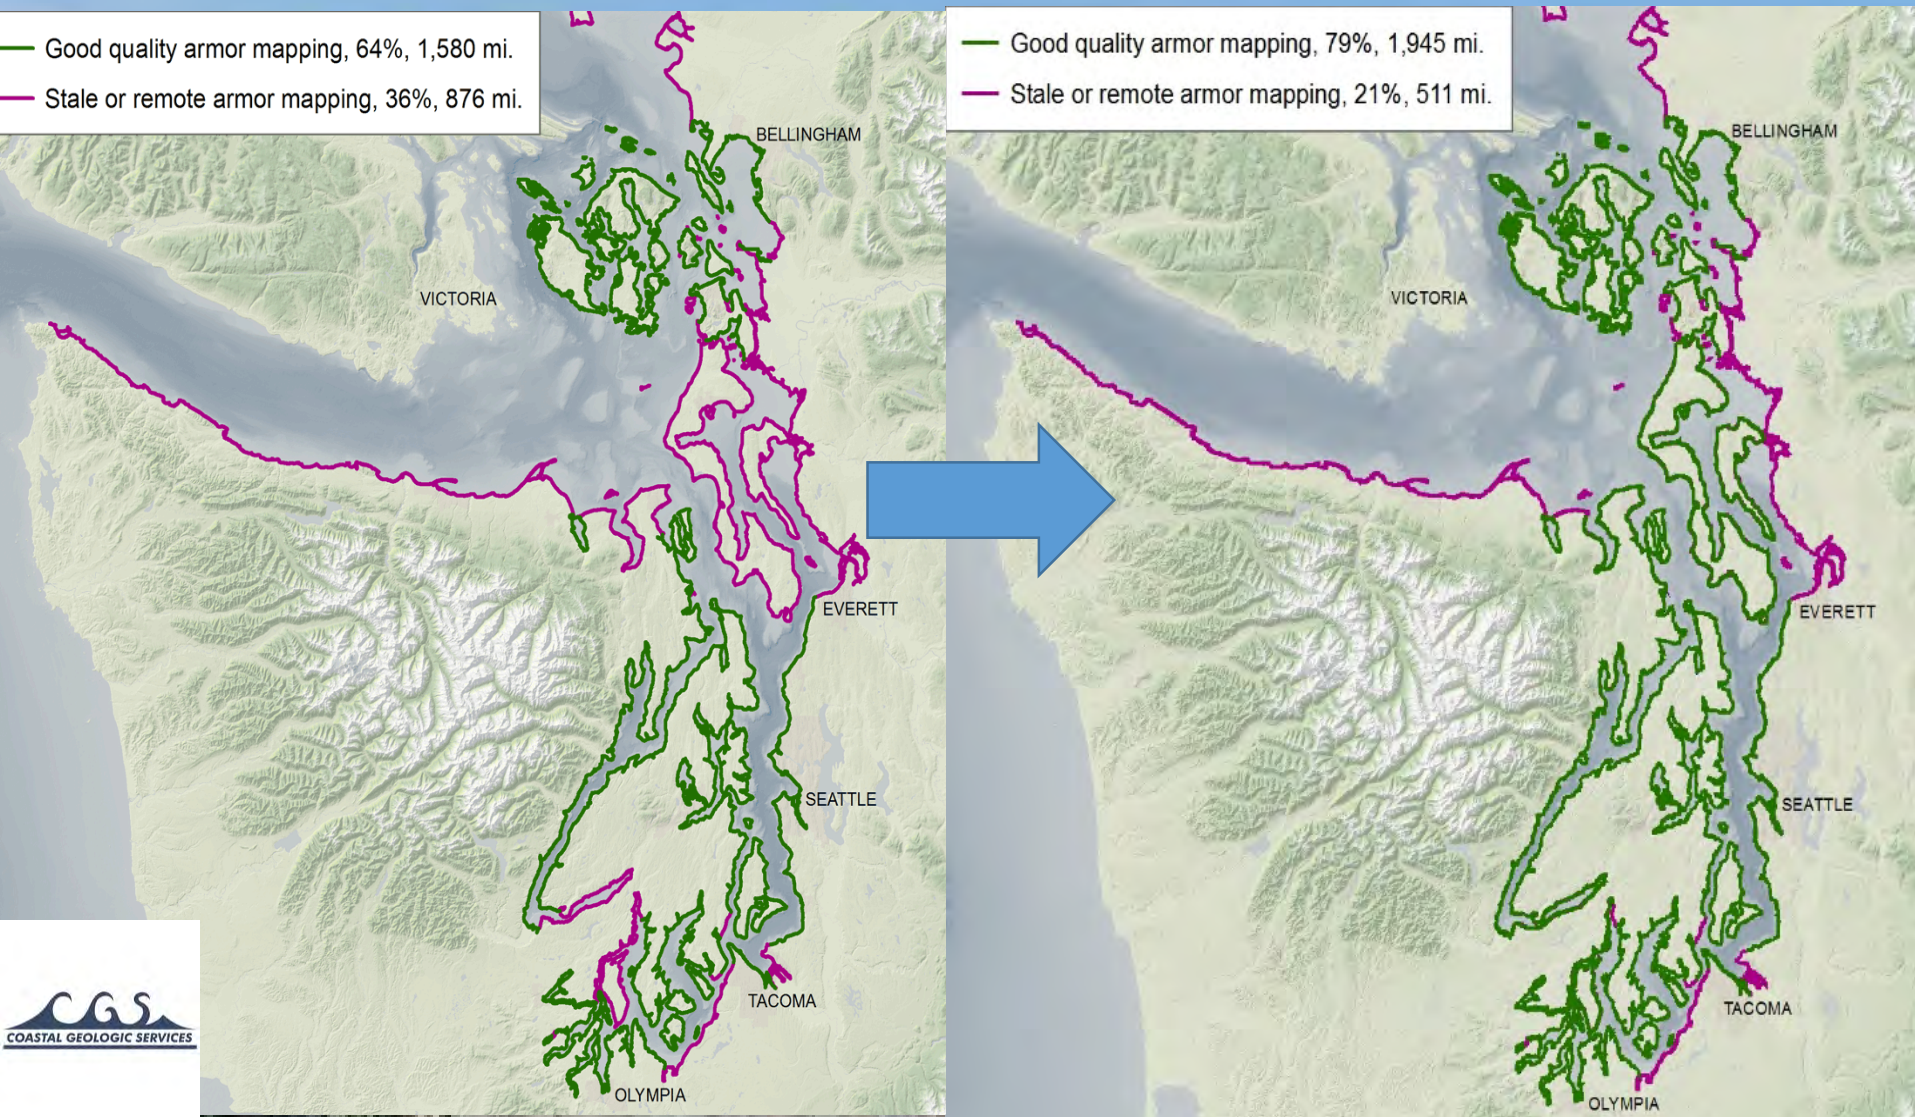 Good quality armor mapping, 64%, 1,580 mi.
Stale or remote armor mapping, 36%, 876 mi.
BELLINGHAM
VICTORIA
EVERETT
SEATTLE
TACOMA
OLYMPIA
CGS
COASTAL GEOLOGIC SERVICES
Good quality armor mapping, 79%, 1,945 mi.
Stale or remote armor mapping, 21%, 511 mi.
BELLINGHAM
VICTORIA
EVERETT
SEATTLE
TACOMA
OLYMPIA